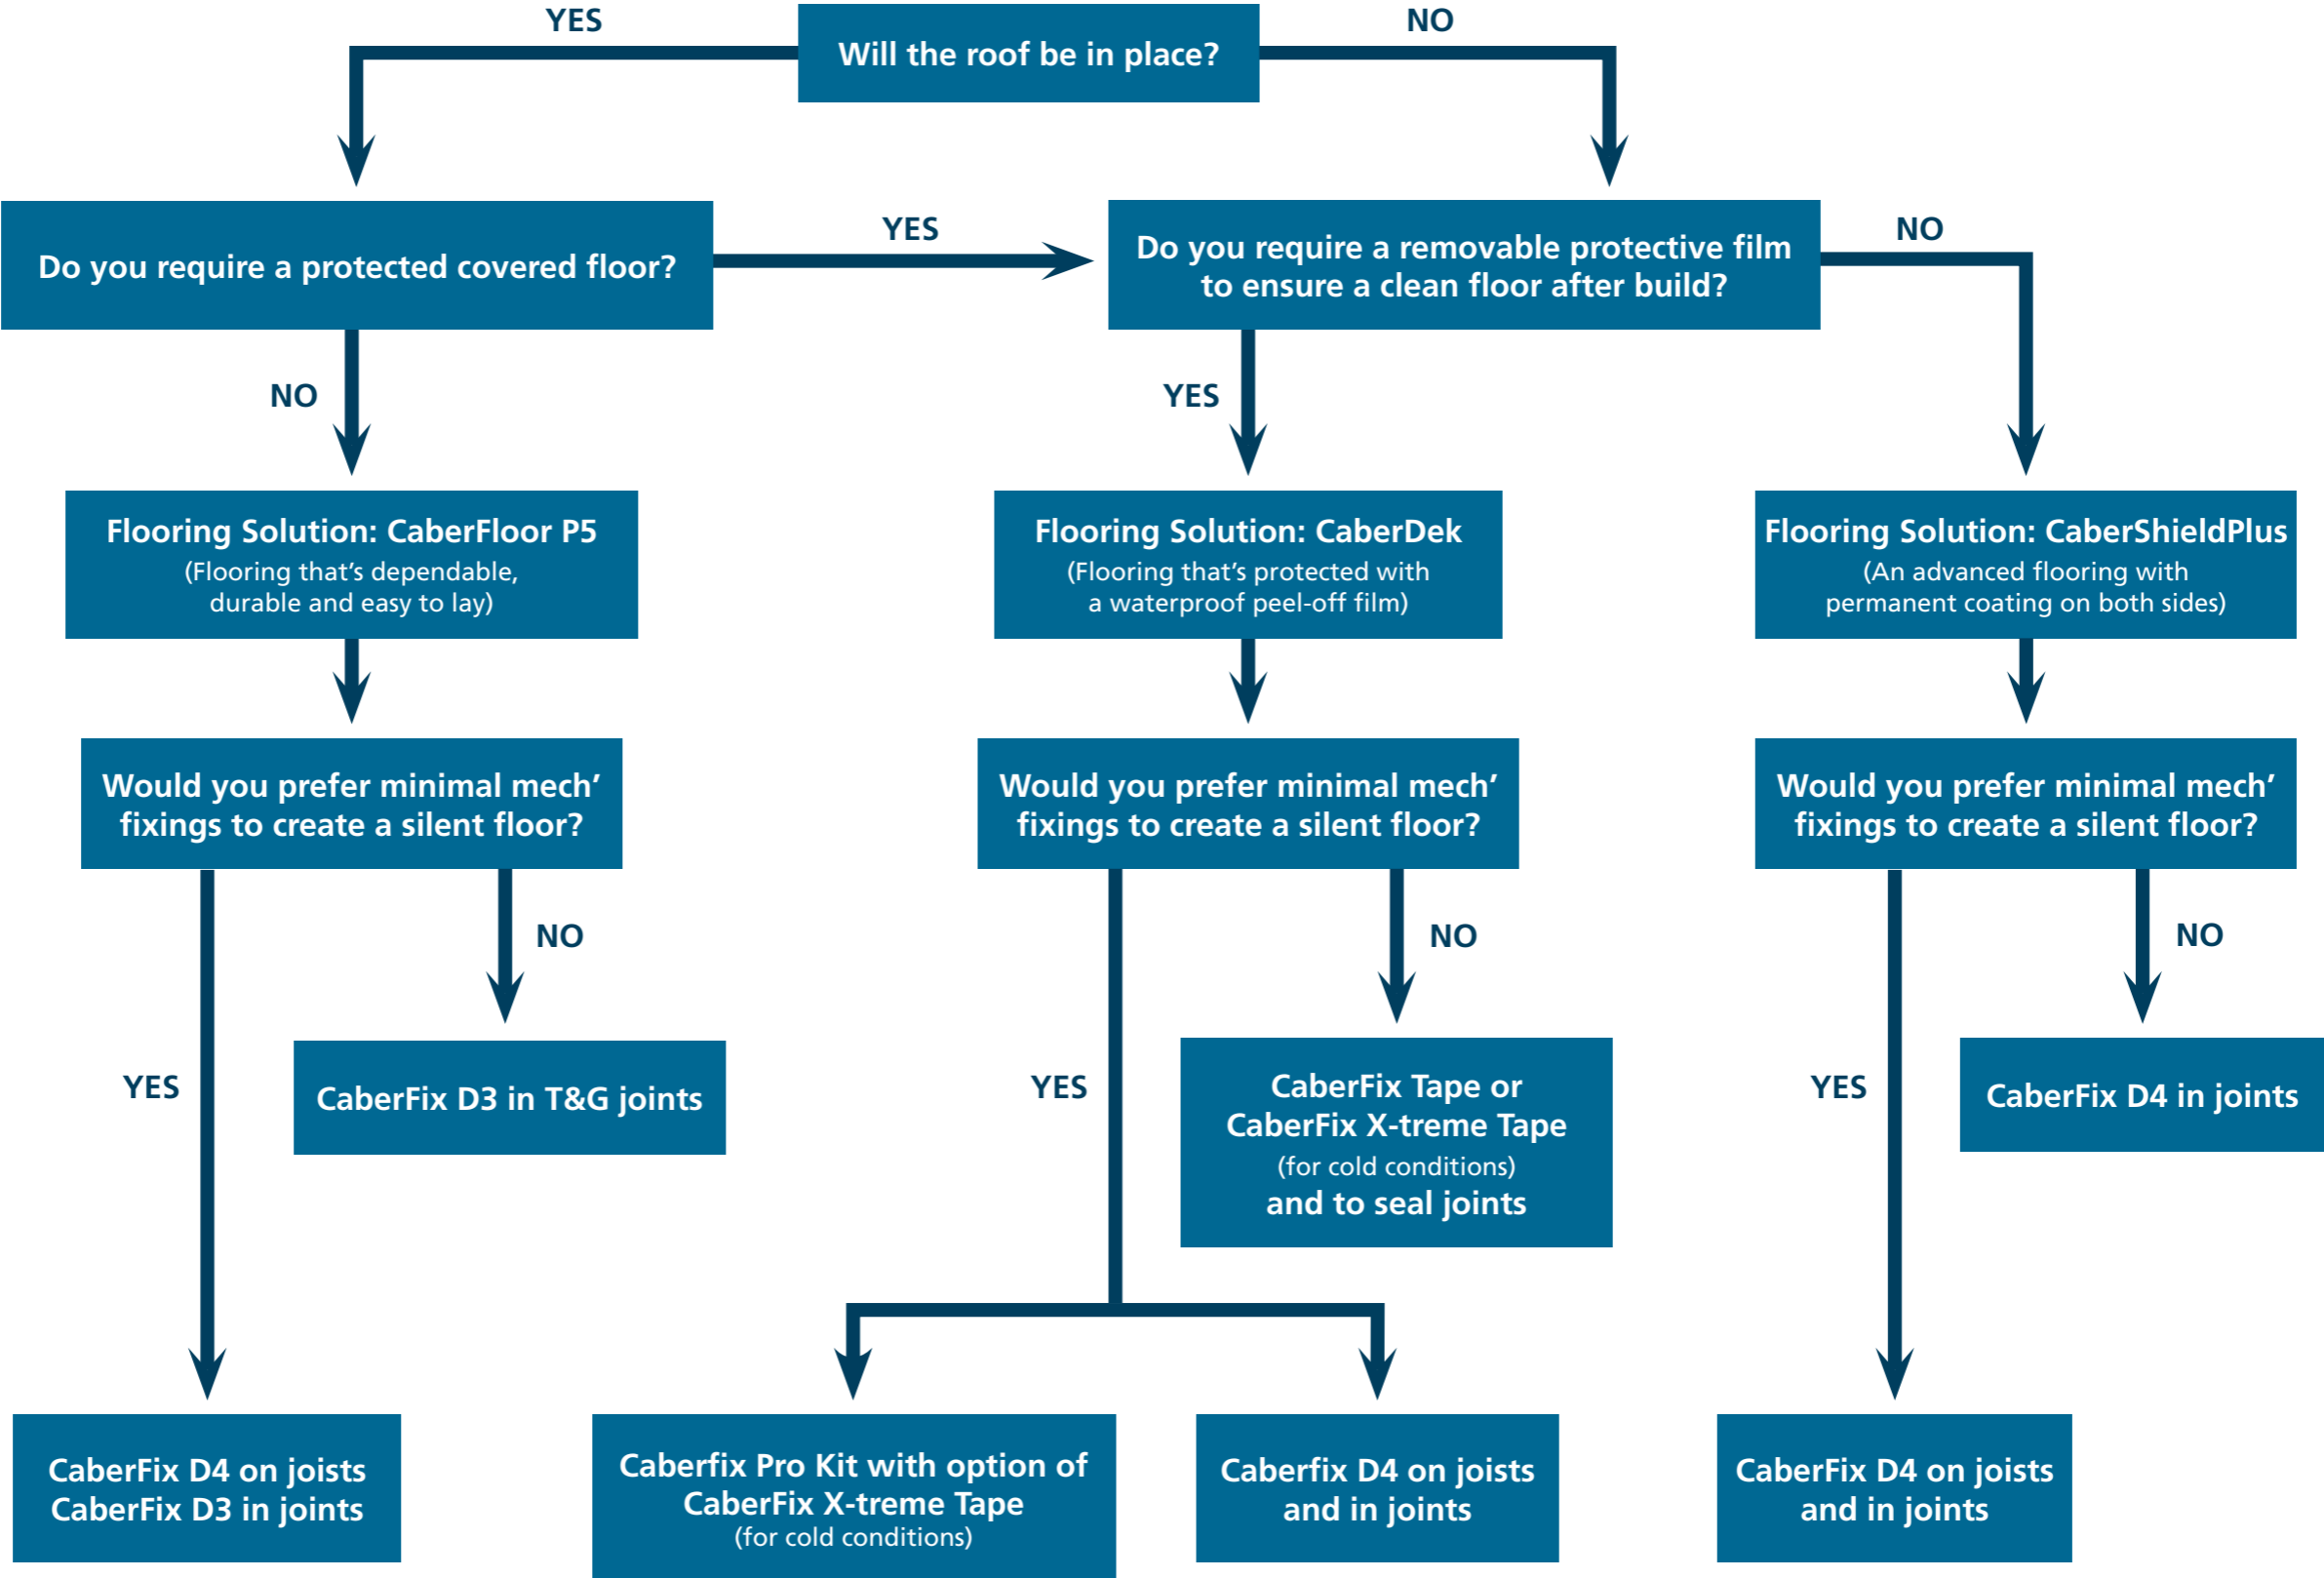 YES
Will the roof be in place?
NO
Do you require a protected covered floor?
YES
Do you require a removable protective film
to ensure a clean floor after build?
NO
NO
YES
Flooring Solution: CaberFloor P5
(Flooring that’s dependable,
durable and easy to lay)
Flooring Solution: CaberDek
(Flooring that’s protected with
a waterproof peel-off film)
Flooring Solution: CaberShieldPlus
(An advanced flooring with
permanent coating on both sides)
Would you prefer minimal mech’
fixings to create a silent floor?
Would you prefer minimal mech’
fixings to create a silent floor?
Would you prefer minimal mech’
fixings to create a silent floor?
NO
NO
NO
YES
CaberFix D3 in T&G joints
YES
CaberFix Tape or
CaberFix X-treme Tape
(for cold conditions)
and to seal joints
YES
CaberFix D4 in joints
CaberFix D4 on joists
CaberFix D3 in joints
Caberfix Pro Kit with option of
CaberFix X-treme Tape
(for cold conditions)
Caberfix D4 on joists
and in joints
CaberFix D4 on joists
and in joints